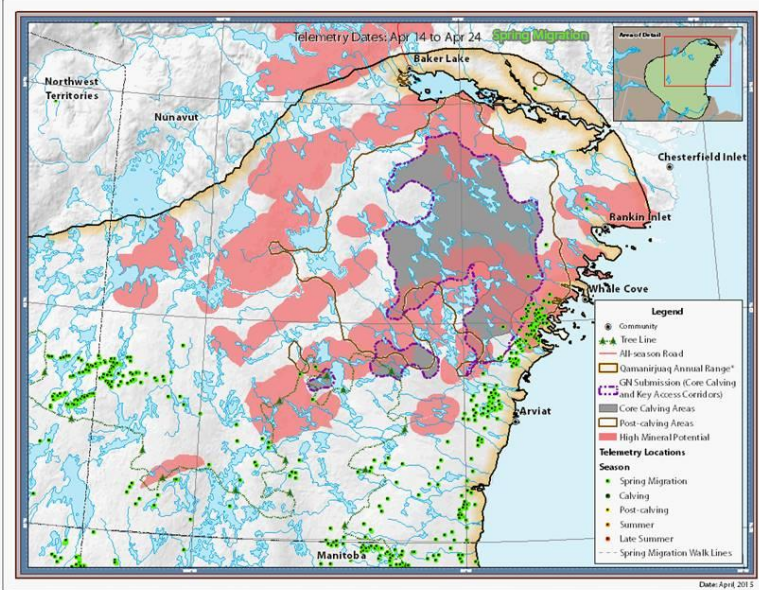 Telemetry Dates: Apr 14 to Apr 24 Spring Migration
Area of Detail
Baker Lake
Northwest
Territories
Nunavut
Chesterfield Inlet
Rankin Inlet
Whale Cove
Arviat
Manitoba
Legend
Community
Tree Line
All-season Road
Qamanirjuaq Annual Range*
GN Submission (Core Calving
and Key Access Corridors)
Core Calving Areas
Post-calving Areas
High Mineral Potential
Telemetry Locations
Season
Spring Migration
Calving
Post-calving
Summer
Late Summer
Spring Migration Walk Lines
Date: April, 2015